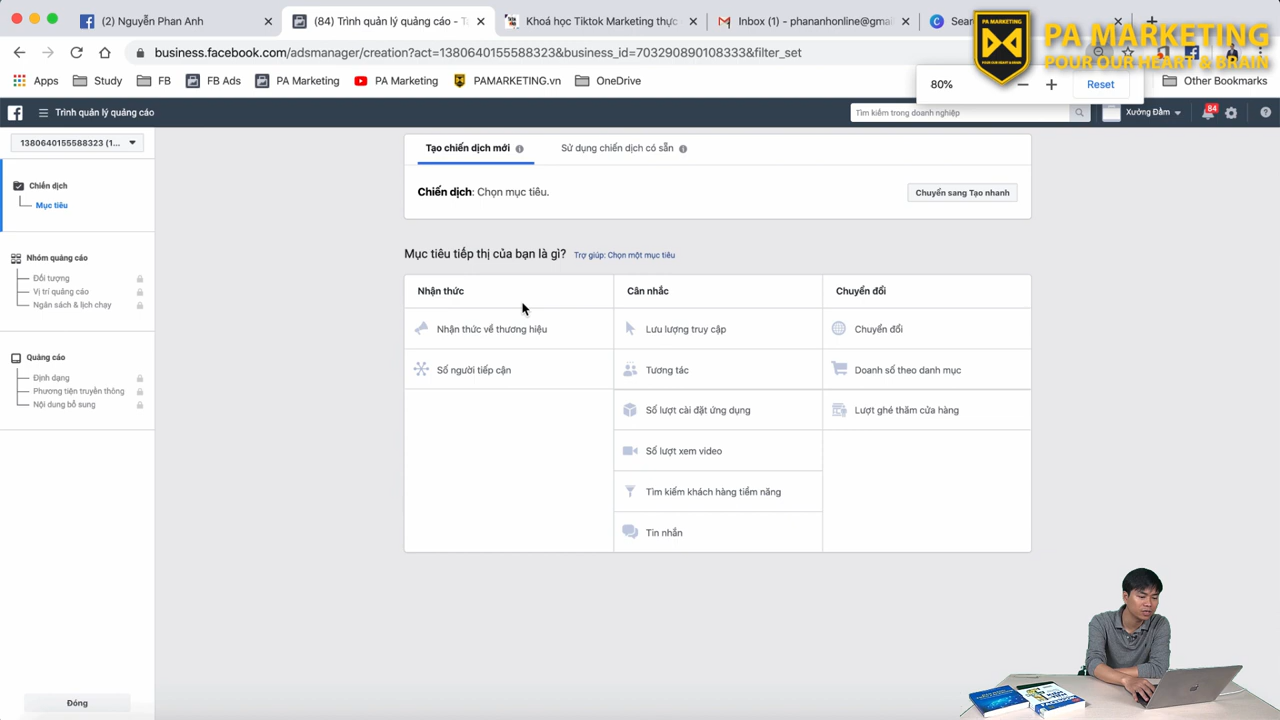 (2) Nguyễn Phan Anh
(84) Trình quản lý quảng cáo - T
Khoá học Tiktok Marketing thực
Inbox (1) - phananhonline@gmai
Sear
PA MARKETING
PA MARKETING
POUR OUR HEART & BRAIN
business.facebook.com/adsmanager/creation?act=1380640155588323&business_id=703290890108333&filter_set
Apps
Study
FB
FB Ads
PA Marketing
PA Marketing
PAMARKETING.vn
OneDrive
80%
Reset
Other Bookmarks
Trình quản lý quảng cáo
Tìm kiếm trong doanh nghiệp
Xưởng Đầm
84
1380640155588323 (1...
Chiến dịch
Mục tiêu
Nhóm quảng cáo
Đối tượng
Vị trí quảng cáo
Ngân sách & lịch chạy
Quảng cáo
Định dạng
Phương tiện truyền thông
Nội dung bổ sung
Đóng
Tạo chiến dịch mới
Sử dụng chiến dịch có sẵn
Chiến dịch: Chọn mục tiêu.
Chuyển sang Tạo nhanh
Mục tiêu tiếp thị của bạn là gì?
Trợ giúp: Chọn một mục tiêu
Nhận thức
Cân nhắc
Chuyển đổi
Nhận thức về thương hiệu
Lưu lượng truy cập
Chuyển đổi
Số người tiếp cận
Tương tác
Doanh số theo danh mục
Số lượt cài đặt ứng dụng
Lượt ghé thăm cửa hàng
Số lượt xem video
Tìm kiếm khách hàng tiềm năng
Tin nhắn